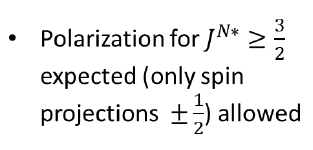 • Polarization for J^{N*} ≥ 3/2
expected (only spin
projections ±1/2) allowed